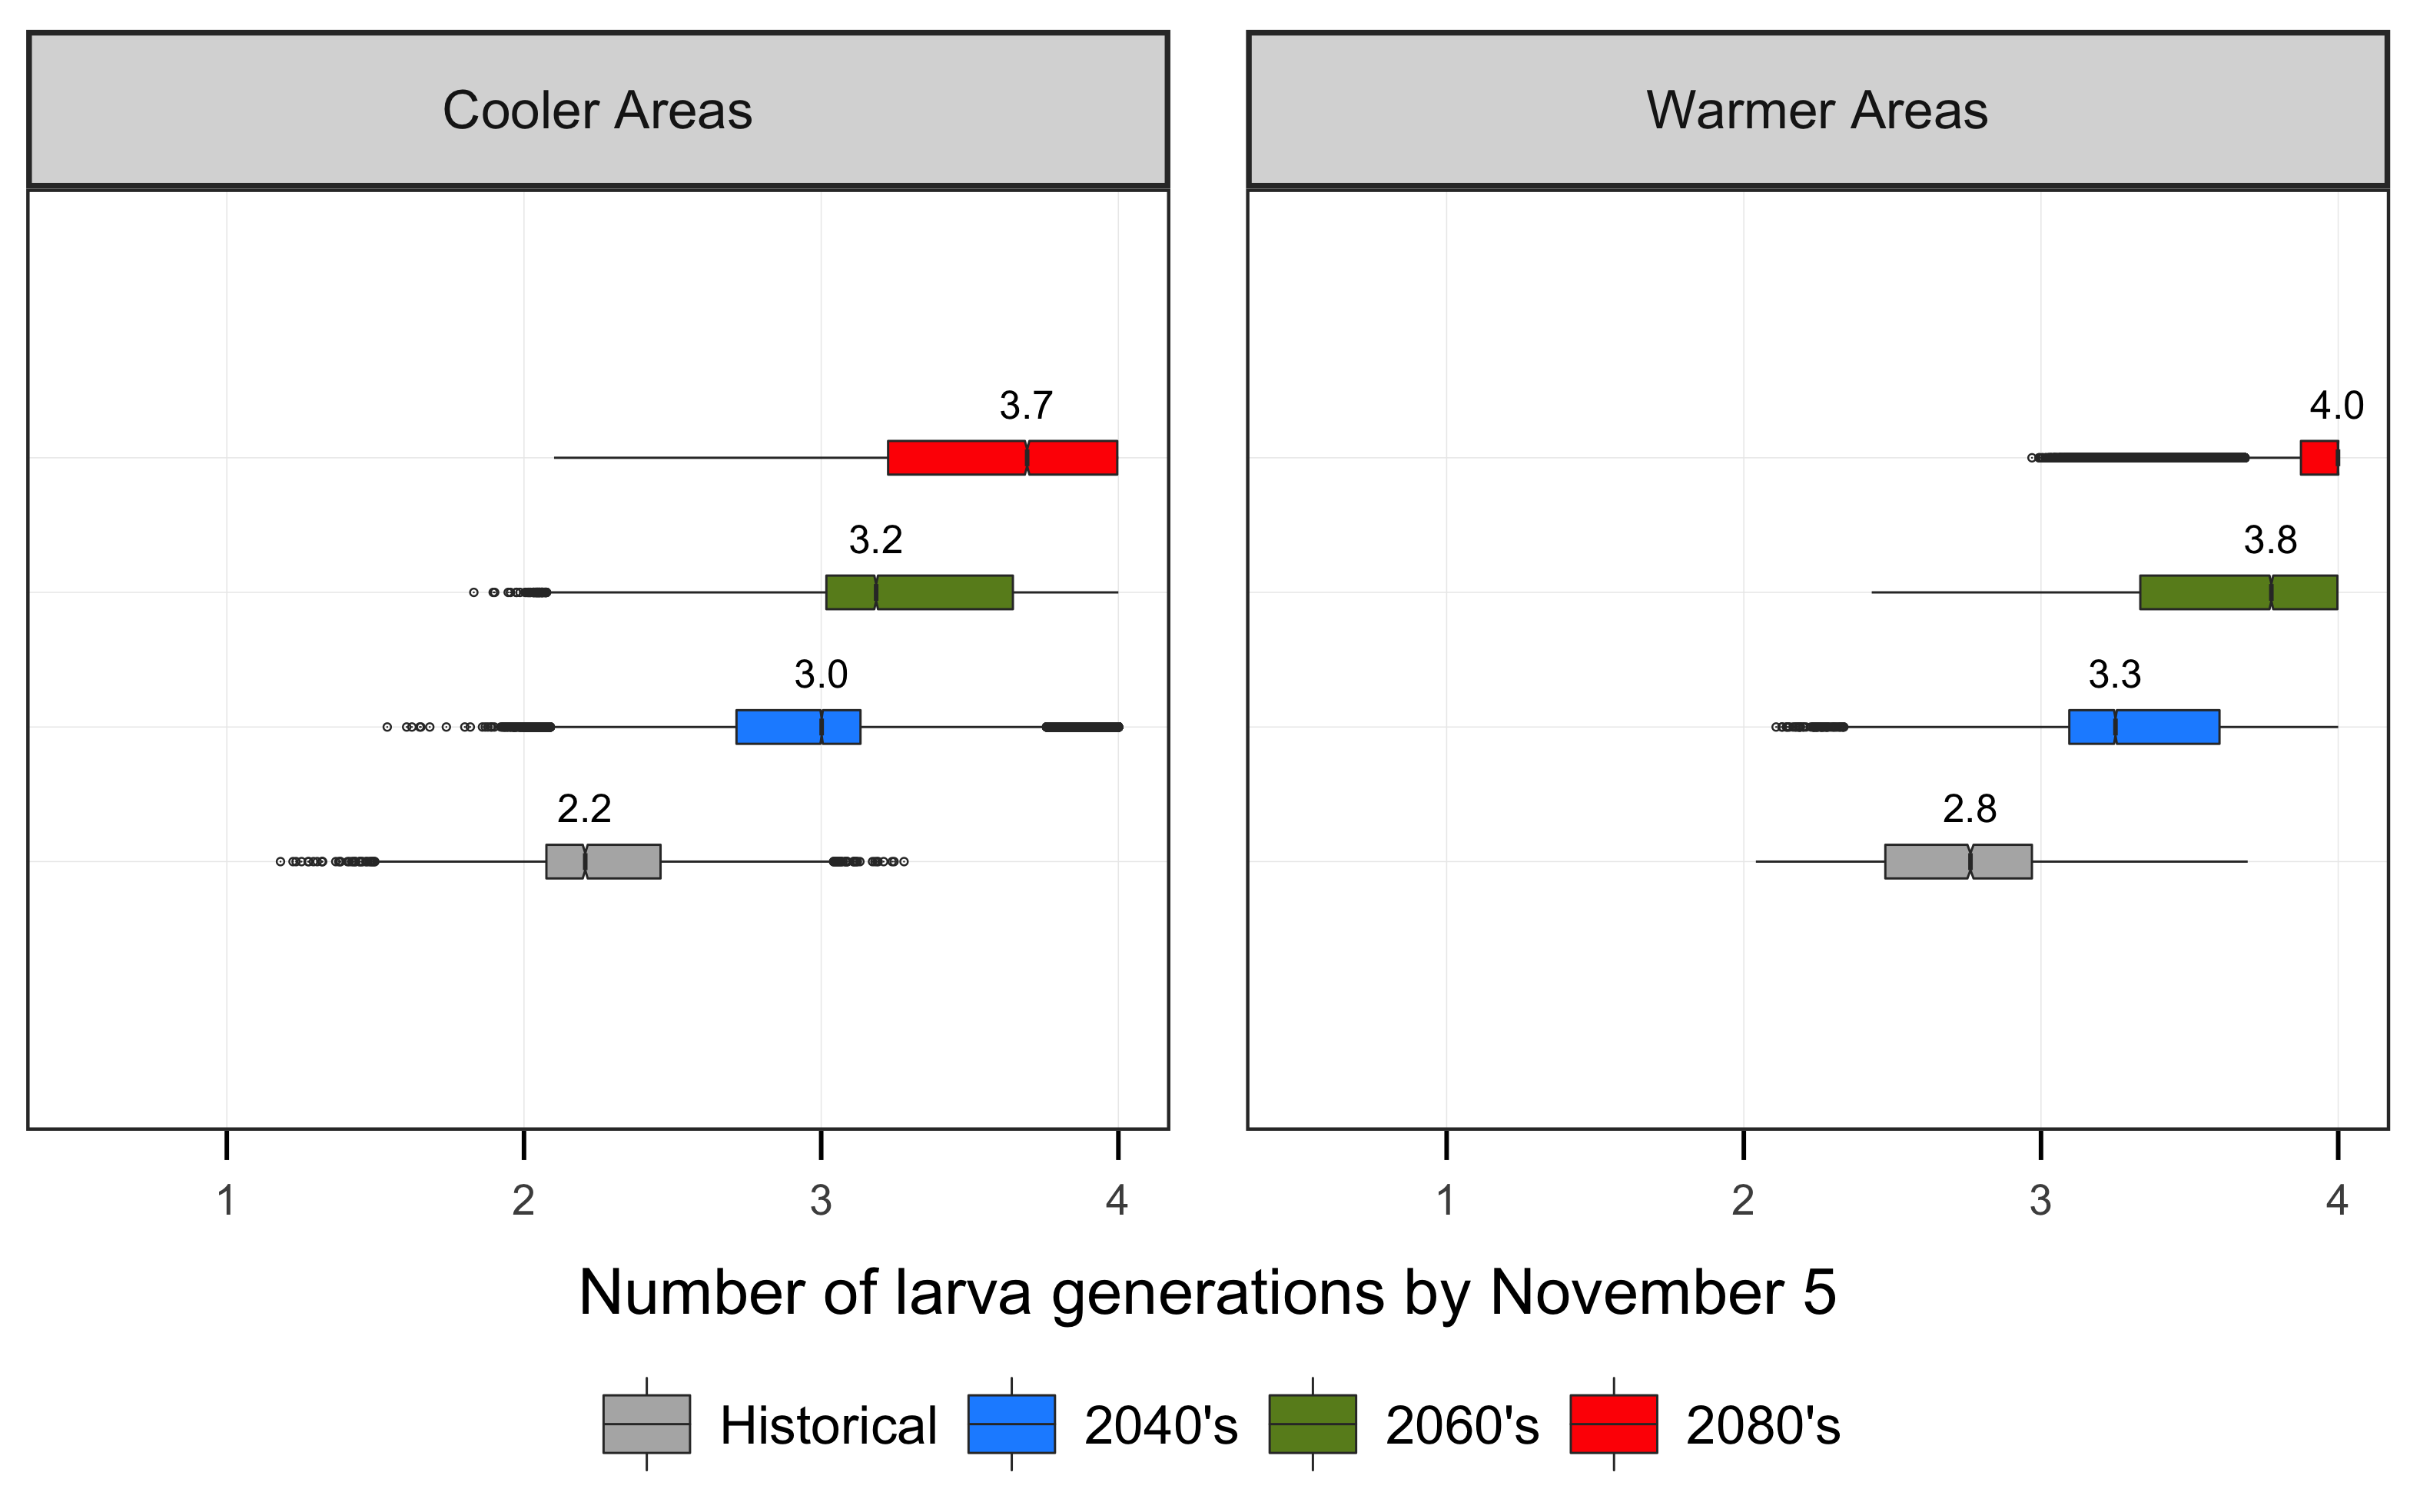 Cooler Areas
Warmer Areas
3.7
4.0
3.2
3.8
3.0
3.3
2.2
2.8
1 2 3 4
1 2 3 4
Number of larva generations by November 5
Historical 2040's 2060's 2080's